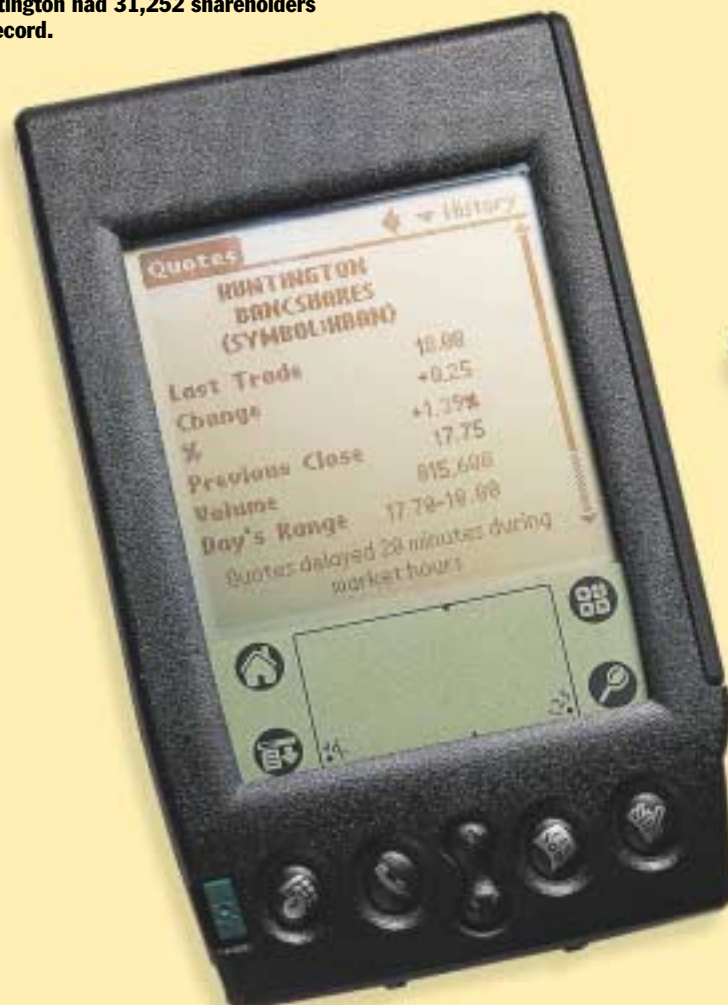 tington had 31,252 shareholders
ecord.
Quotes
History
HUNTINGTON
BANCSHARES
(SYMBOL:HBAN)
Last Trade 18.00
Change +0.25
% +1.39%
Previous Close 17.75
Volume 815,600
Day's Range 17.70-18.00
Quotes delayed 20 minutes during
market hours